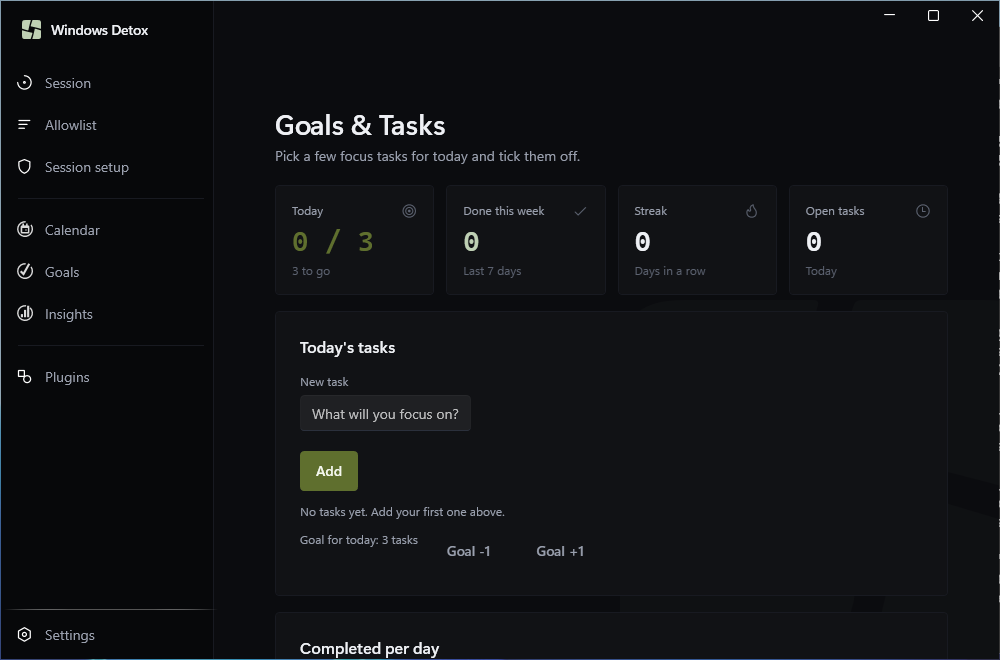 Windows Detox
Session
Allowlist
Session setup
Calendar
Goals
Insights
Plugins
Settings
Goals & Tasks
Pick a few focus tasks for today and tick them off.
Today
0 / 3
3 to go
Done this week
0
Last 7 days
Streak
0
Days in a row
Open tasks
0
Today
Today's tasks
New task
What will you focus on?
Add
No tasks yet. Add your first one above.
Goal for today: 3 tasks
Goal -1
Goal +1
Completed per day